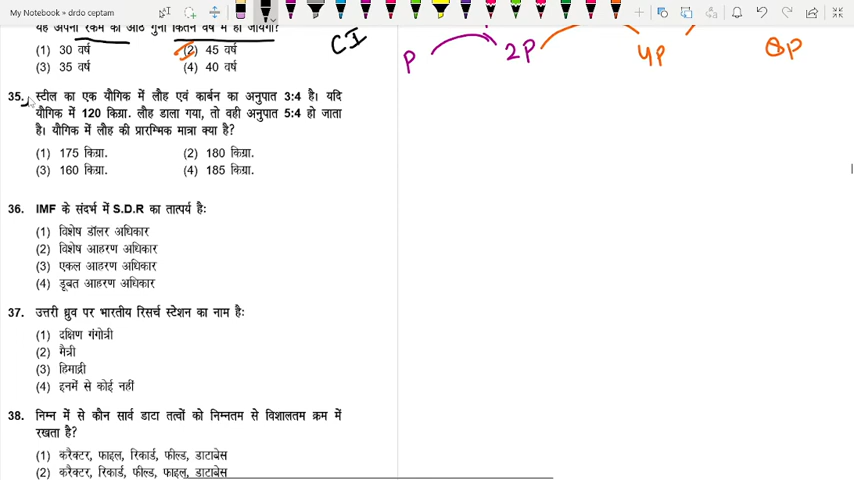 My Notebook (1) - drdo ceptam
यह अपनी रकम का आठ गुनी कितने वर्ष में हो जायेगी?
(1) 30 वर्ष (2) 45 वर्ष
(3) 35 वर्ष (4) 40 वर्ष
CI
P 2P 4P 8P
35. स्टील का एक यौगिक में लौह एवं कार्बन का अनुपात 3:4 है। यदि
यौगिक में 120 किग्रा. लौह डाला गया, तो वही अनुपात 5:4 हो जाता
है। यौगिक में लौह की प्रारम्भिक मात्रा क्या है?
(1) 175 किग्रा. (2) 180 किग्रा.
(3) 160 किग्रा. (4) 185 किग्रा.
36. IMF के संदर्भ में S.D.R का तात्पर्य है:
(1) विशेष डॉलर अधिकार
(2) विशेष आहरण अधिकार
(3) एकल आहरण अधिकार
(4) डूबत आहरण अधिकार
37. उत्तरी ध्रुव पर भारतीय रिसर्च स्टेशन का नाम है:
(1) दक्षिण गंगोत्री
(2) मैत्री
(3) हिमाद्री
(4) इनमें से कोई नहीं
38. निम्न में से कौन सार्व डाटा तत्वों को निम्नतम से विशालतम क्रम में
रखता है?
(1) करैक्टर, फाइल, रिकार्ड, फील्ड, डाटाबेस
(2) करैक्टर, रिकार्ड, फील्ड, फाइल, डाटाबेस